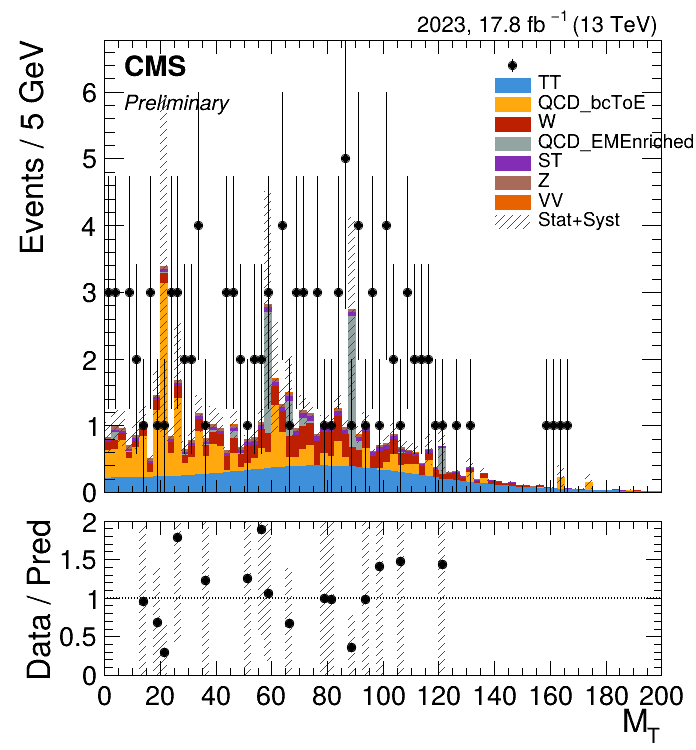 2023, 17.8 fb⁻¹ (13 TeV)
Events / 5 GeV
CMS
Preliminary
TT
QCD_bcToE
W
QCD_EMEnriched
ST
Z
VV
Stat+Syst
6
5
4
3
2
1
0
Data / Pred
2
1.5
1
0.5
0
0 20 40 60 80 100 120 140 160 180 200
M_T